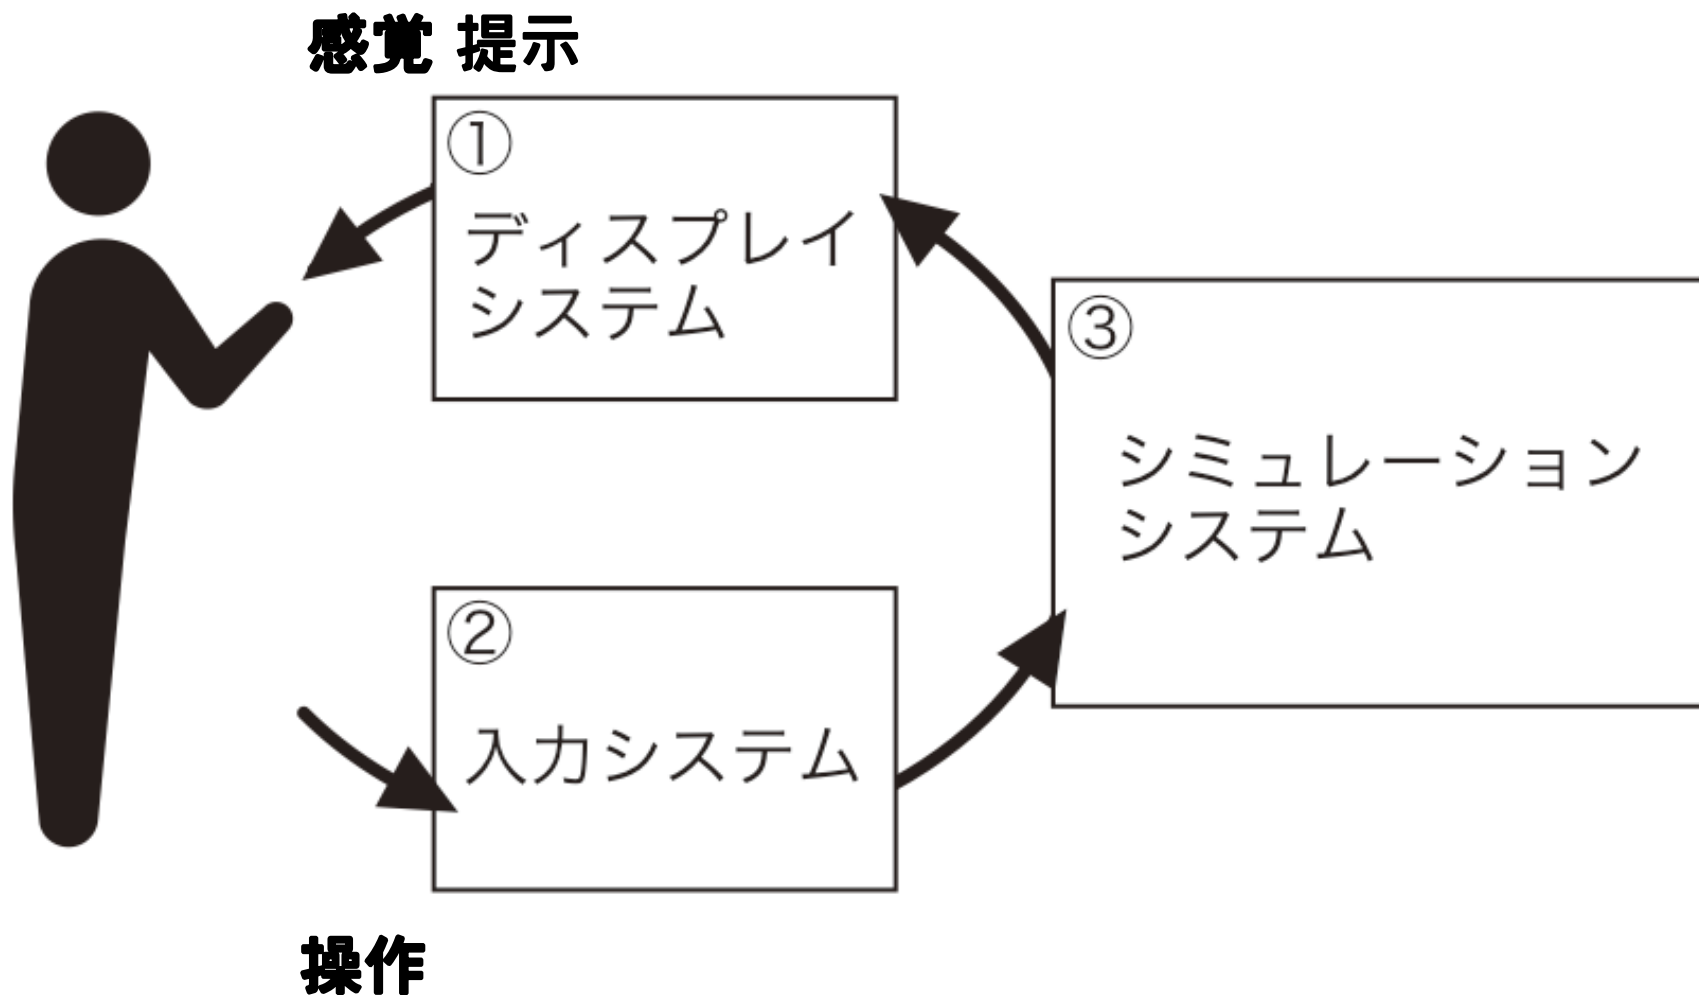 感覚 提示
①
ディスプレイ
システム
③
シミュレーション
システム
②
入力システム
操作